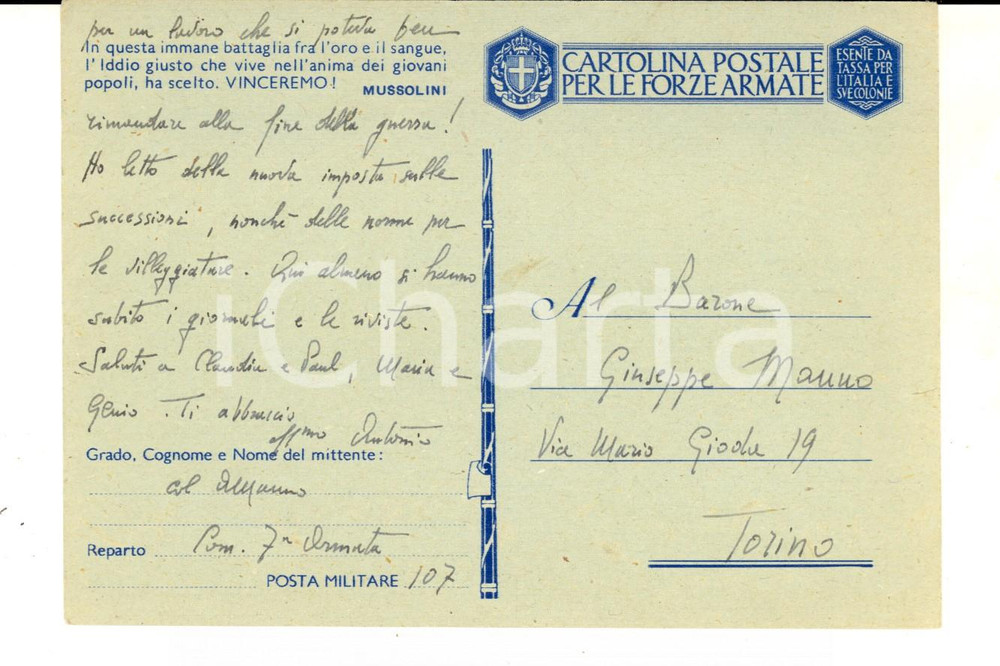 per un lavoro che si poteva ben
In questa immane battaglia fra l'oro e il sangue,
l'Iddio giusto che vive nell'anima dei giovani
popoli, ha scelto. VINCEREMO!
MUSSOLINI
rimandare alla fine della guerra!
Ho letto della nuova imposta sulle
successioni, nonchè delle norme per
le villeggiature. Qui almeno si hanno
subito i giornali e le riviste.
Saluti a Claudia e Paul, Maria e
Genio. Ti abbraccio
aff.mo Antonio
Grado, Cognome e Nome del mittente:
col AManno
Reparto Com. 7a Armata
POSTA MILITARE 107
CARTOLINA POSTALE
PER LE FORZE ARMATE
ESENTE DA
TASSA PER
L'ITALIA E
SVE COLONIE
Al Barone
Giuseppe Manno
Via Mario Gioda 19
Torino
iCharta